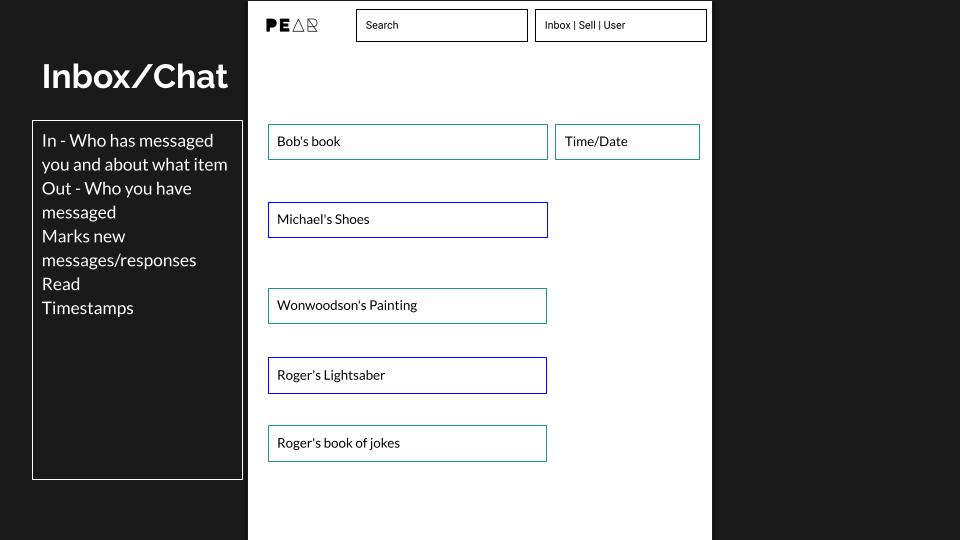 PEAR
Search
Inbox | Sell | User
Inbox/Chat
In - Who has messaged
you and about what item
Out - Who you have
messaged
Marks new
messages/responses
Read
Timestamps
Bob's book
Time/Date
Michael's Shoes
Wonwoodson's Painting
Roger's Lightsaber
Roger's book of jokes